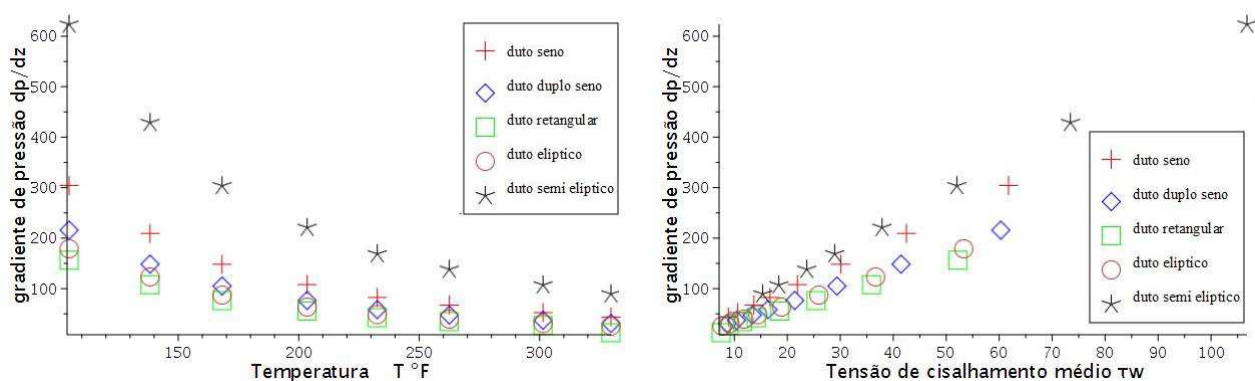 gradiente de pressão dp/dz
600
500
400
300
200
100
150
200
250
300
Temperatura T °F
duto seno
duto duplo seno
duto retangular
duto eliptico
duto semi eliptico
gradiente de pressão dp/dz
600
500
400
300
200
100
10
20
30
40
50
60
70
80
90
100
Tensão de cisalhamento médio τw
duto seno
duto duplo seno
duto retangular
duto eliptico
duto semi eliptico